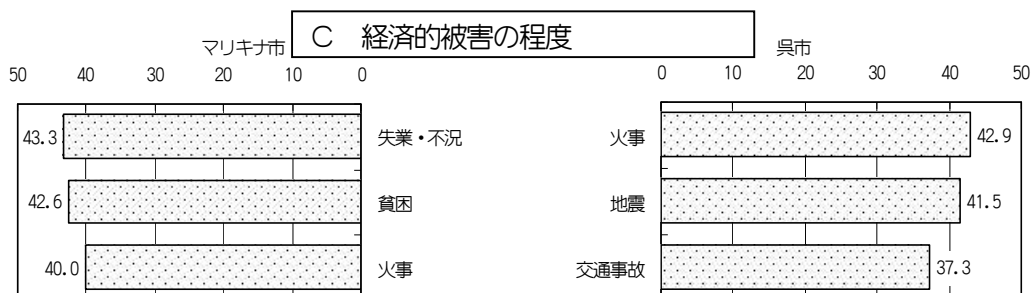 C 経済的被害の程度
マリキナ市 呉市
50 40 30 20 10 0 0 10 20 30 40 50
43.3 失業・不況 火事 42.9
42.6 貧困 地震 41.5
40.0 火事 交通事故 37.3